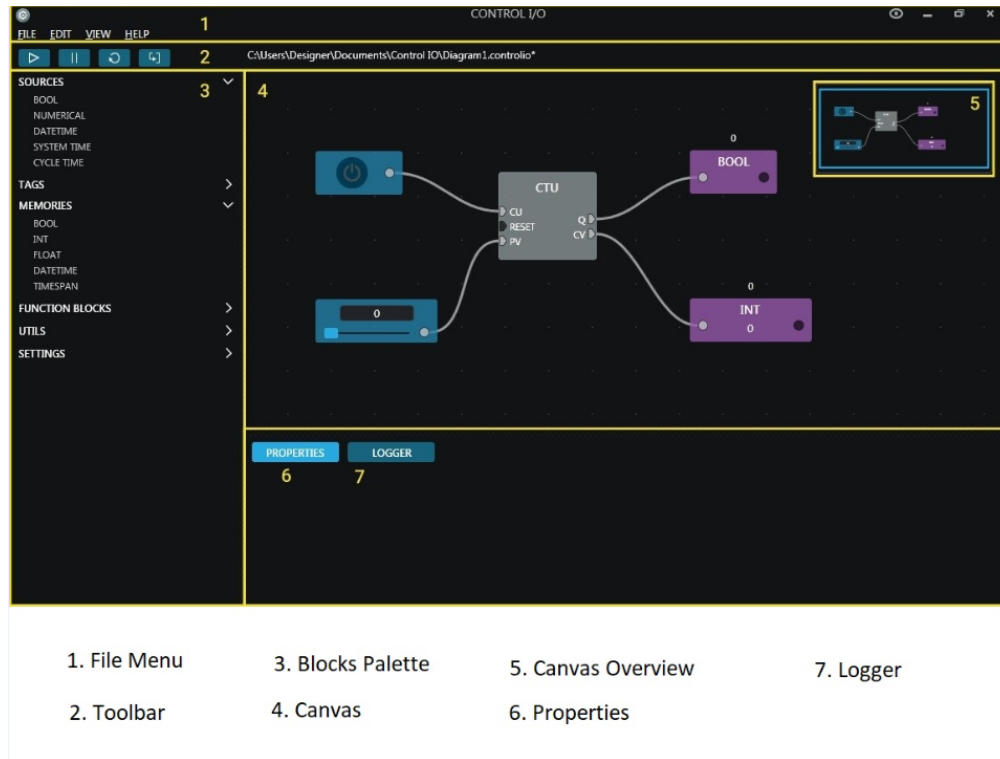 CONTROL I/O
FILE EDIT VIEW HELP
1
2
C:\Users\Designer\Documents\Control IO\Diagram1.controlio*
SOURCES
3
BOOL
NUMERICAL
DATETIME
SYSTEM TIME
CYCLE TIME
TAGS
MEMORIES
BOOL
INT
FLOAT
DATETIME
TIMESPAN
FUNCTION BLOCKS
UTILS
SETTINGS
4
5
0
BOOL
CTU
CU
RESET
PV
Q
CV
0
0
INT
0
PROPERTIES
LOGGER
6
7
1. File Menu
3. Blocks Palette
5. Canvas Overview
7. Logger
2. Toolbar
4. Canvas
6. Properties